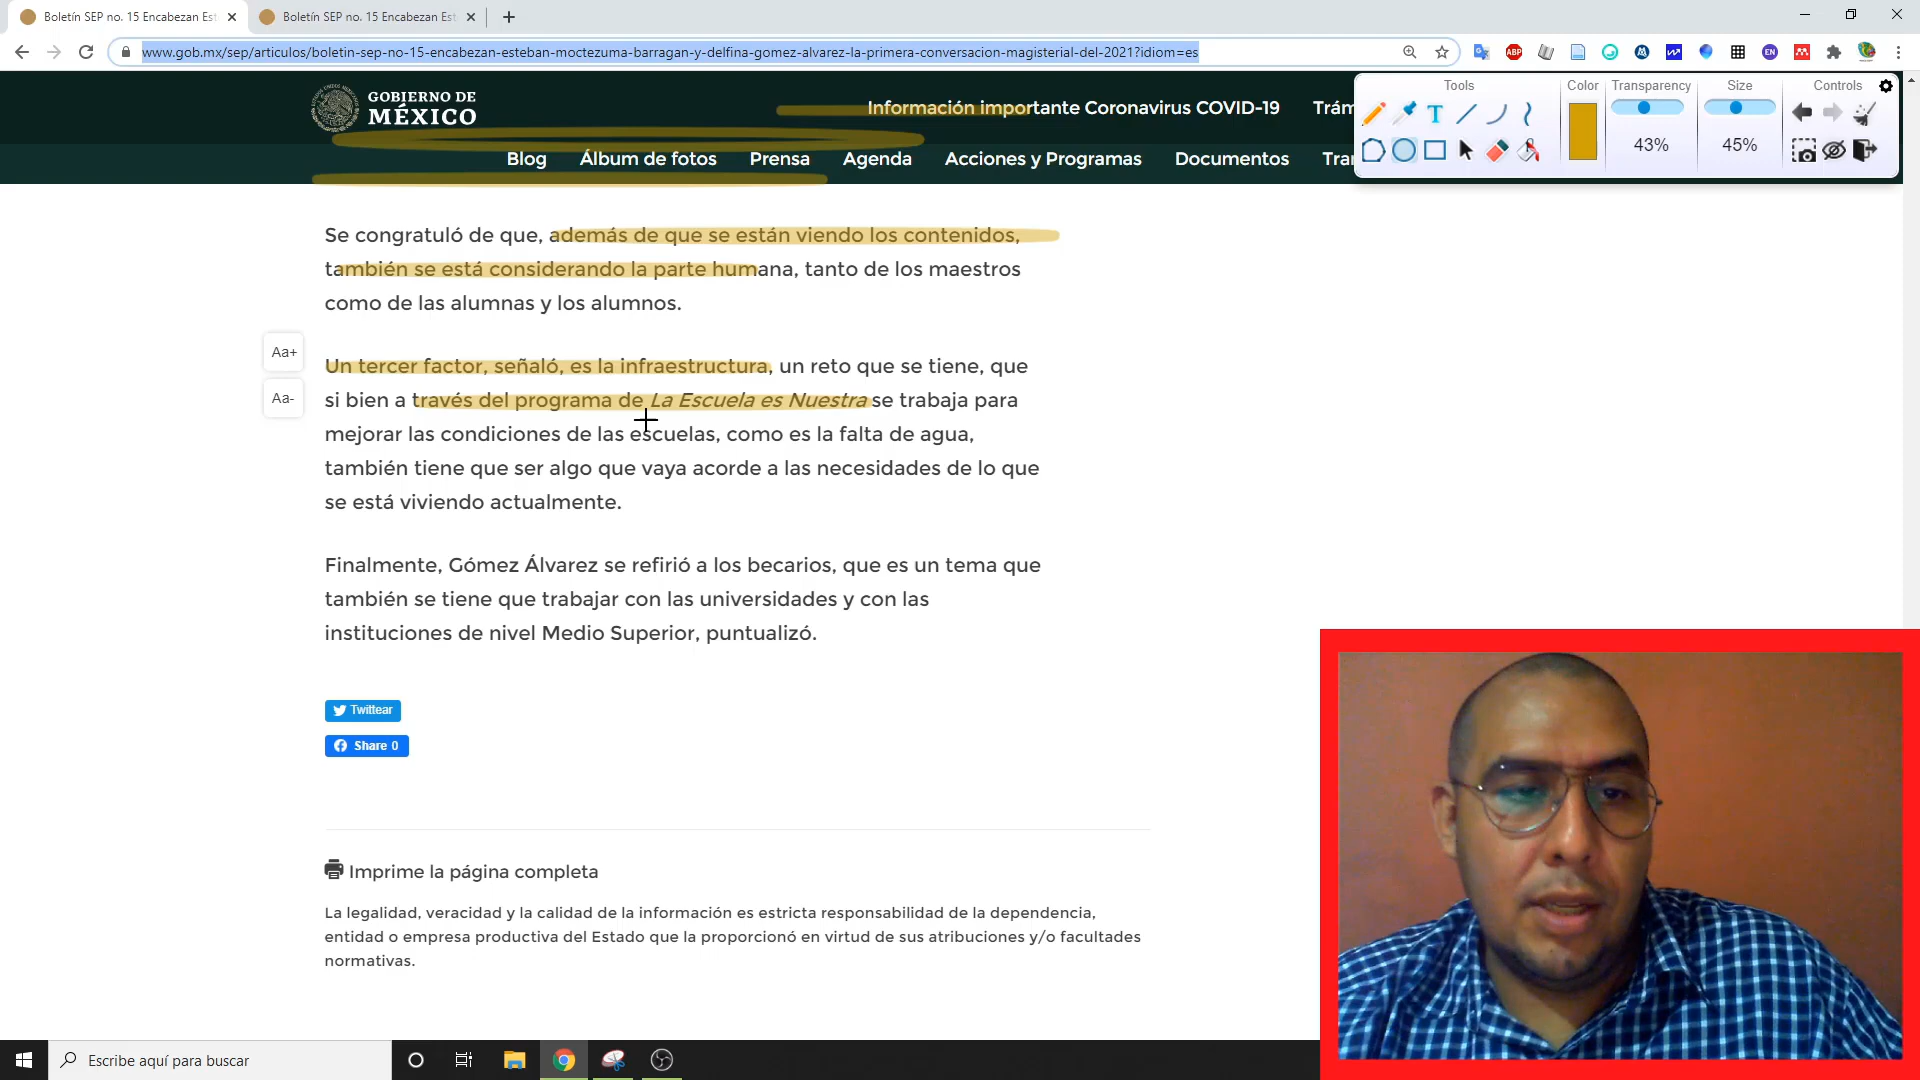 Boletín SEP no. 15 Encabezan Est
Boletín SEP no. 15 Encabezan Est
www.gob.mx/sep/articulos/boletin-sep-no-15-encabezan-esteban-moctezuma-barragan-y-delfina-gomez-alvarez-la-primera-conversacion-magisterial-del-2021?idiom=es
ABP
EN
GOBIERNO DE
MÉXICO
Información importante Coronavirus COVID-19 Trám
Blog Álbum de fotos Prensa Agenda Acciones y Programas Documentos Tra
Tools Color Transparency Size Controls
T
43% 45%
Se congratuló de que, además de que se están viendo los contenidos,
también se está considerando la parte humana, tanto de los maestros
como de las alumnas y los alumnos.
Aa+
Aa-
Un tercer factor, señaló, es la infraestructura, un reto que se tiene, que
si bien a través del programa de La Escuela es Nuestra se trabaja para
mejorar las condiciones de las escuelas, como es la falta de agua,
también tiene que ser algo que vaya acorde a las necesidades de lo que
se está viviendo actualmente.
Finalmente, Gómez Álvarez se refirió a los becarios, que es un tema que
también se tiene que trabajar con las universidades y con las
instituciones de nivel Medio Superior, puntualizó.
Twittear
Share 0
Imprime la página completa
La legalidad, veracidad y la calidad de la información es estricta responsabilidad de la dependencia,
entidad o empresa productiva del Estado que la proporcionó en virtud de sus atribuciones y/o facultades
normativas.
Escribe aquí para buscar